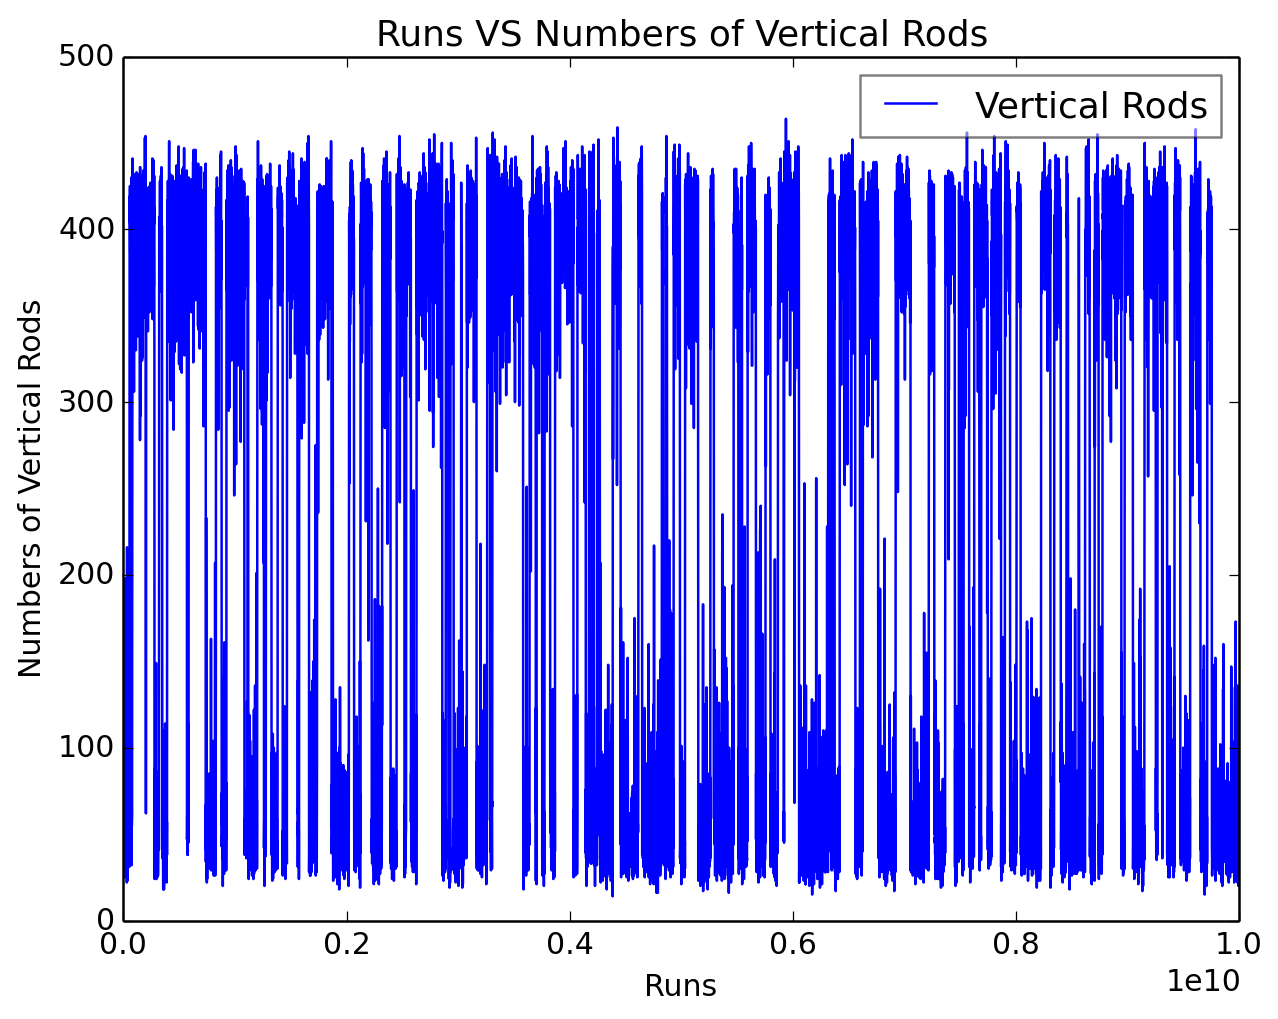 Runs VS Numbers of Vertical Rods
Vertical Rods
Numbers of Vertical Rods
500
400
300
200
100
0
0.0 0.2 0.4 0.6 0.8 1.0
1e10
Runs